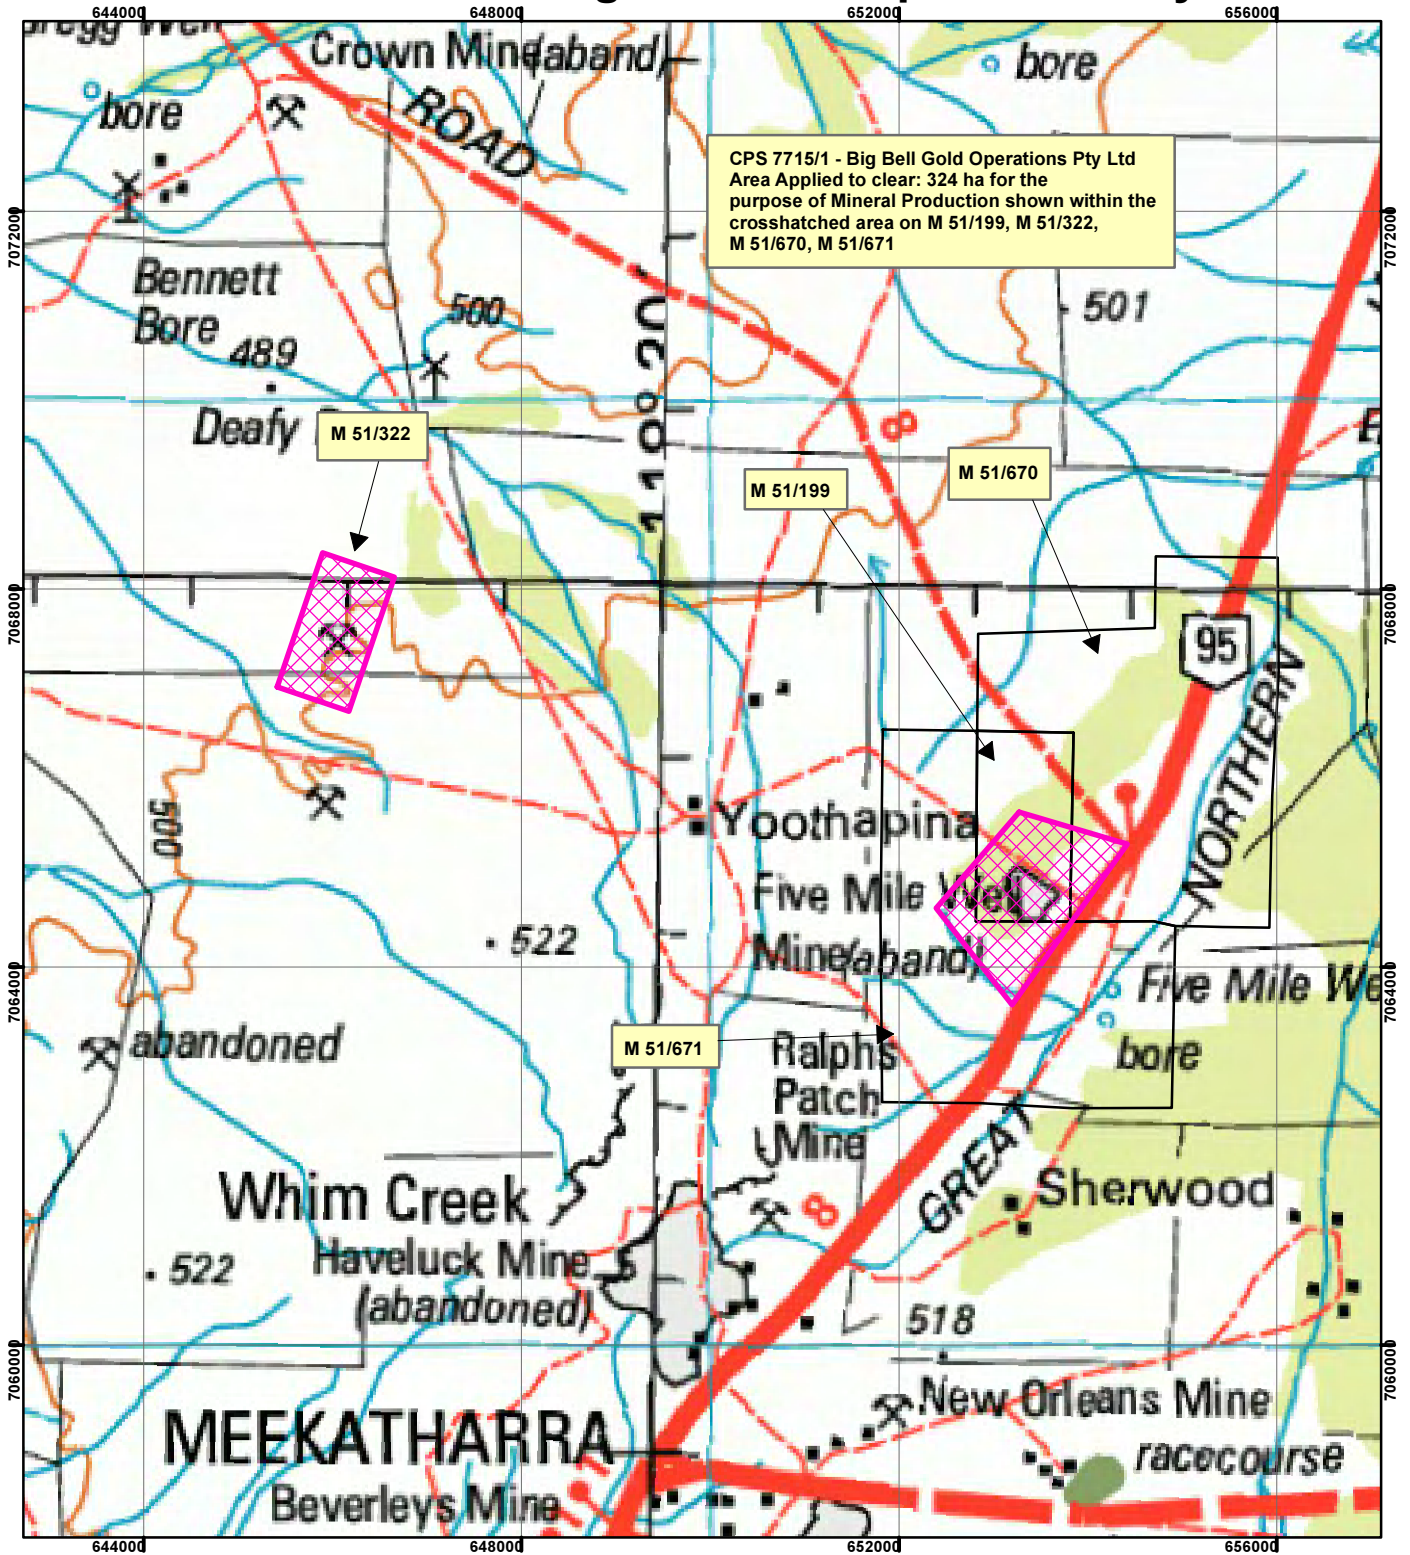 644000
648000
652000
656000
Crown Mine (aband)
bore
bore
ROAD
CPS 7715/1 - Big Bell Gold Operations Pty Ltd
Area Applied to clear: 324 ha for the
purpose of Mineral Production shown within the
crosshatched area on M 51/199, M 51/322,
M 51/670, M 51/671
7072000
7072000
Bennett
Bore
489
500
501
118°20'
Deafy
M 51/322
8
M 51/199
M 51/670
7068000
7068000
95
NORTHERN
500
Yoothapina
Five Mile Well
Mine (aband)
522
7064000
7064000
Five Mile We
bore
abandoned
M 51/671
Ralphs
Patch
Mine
GREAT
Whim Creek
8
Sherwood
Haveluck Mine
(abandoned)
522
518
7060000
7060000
New Orleans Mine
MEEKATHARRA
racecourse
Beverleys Mine
644000
648000
652000
656000